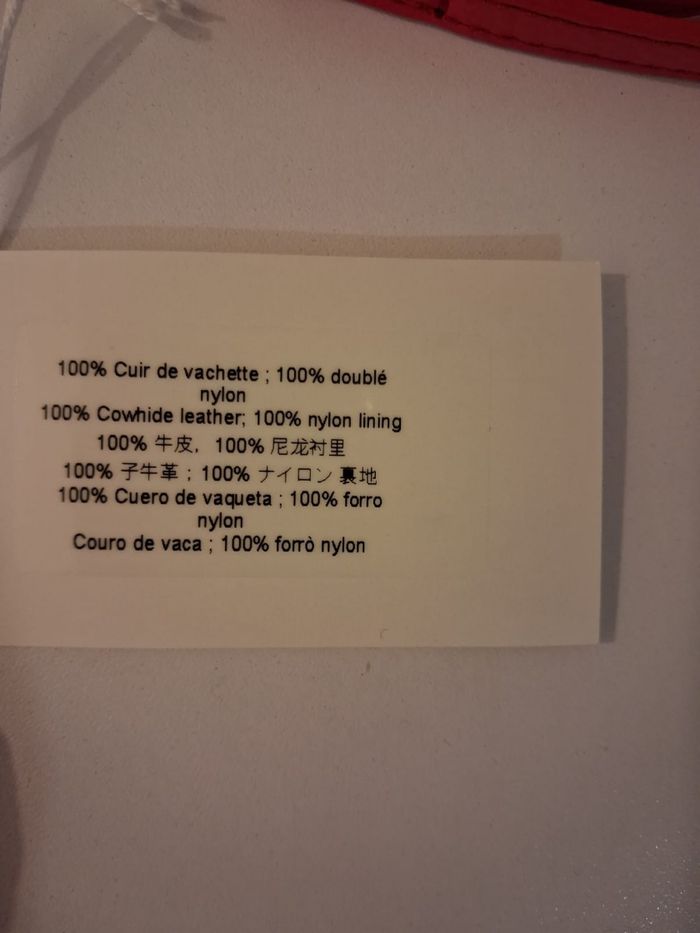 100% Cuir de vachette ; 100% doublé
nylon
100% Cowhide leather; 100% nylon lining
100% 牛皮, 100% 尼龙衬里
100% 子牛革 ; 100% ナイロン 裏地
100% Cuero de vaqueta ; 100% forro
nylon
Couro de vaca ; 100% forrò nylon